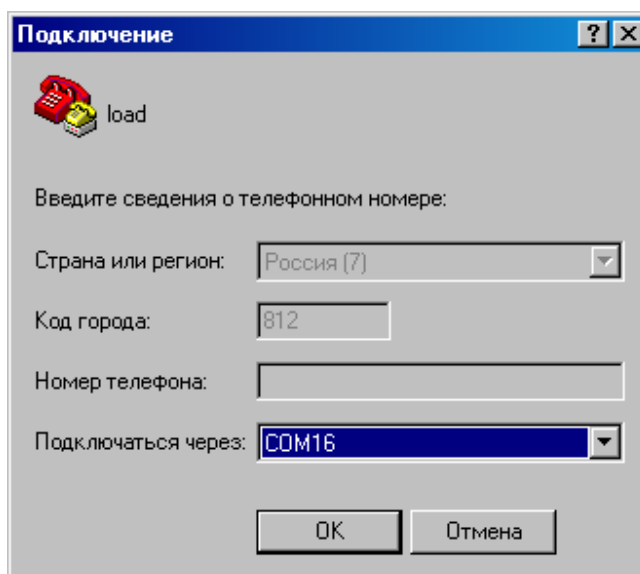 Подключение
load
Введите сведения о телефонном номере:
Страна или регион: Россия (7)
Код города: 812
Номер телефона:
Подключаться через: COM16
OK Отмена